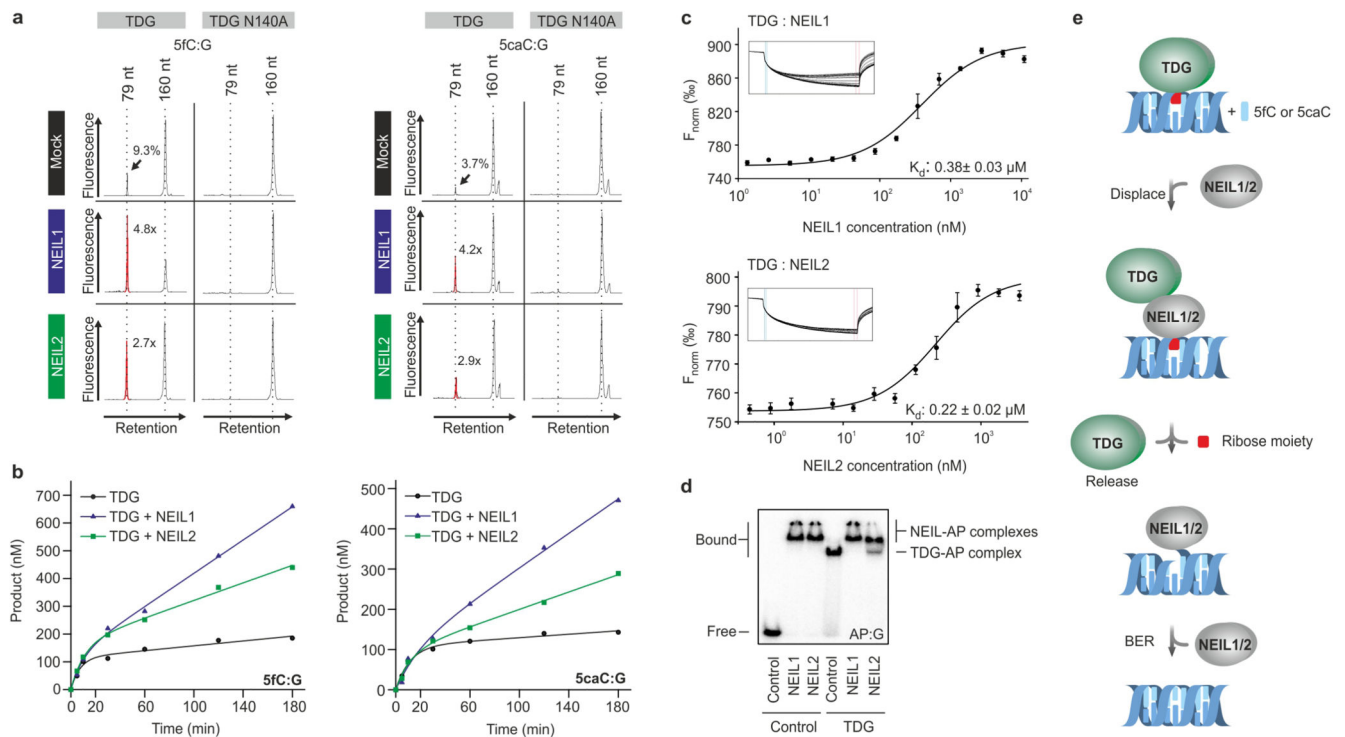 a
TDG TDG N140A
5fC:G
79 nt 160 nt 79 nt 160 nt
Mock
Fluorescence
9.3%
NEIL1
Fluorescence
4.8x
NEIL2
Fluorescence
2.7x
Retention Retention
TDG TDG N140A
5caC:G
79 nt 160 nt 79 nt 160 nt
Mock
Fluorescence
3.7%
NEIL1
Fluorescence
4.2x
NEIL2
Fluorescence
2.9x
Retention Retention
b
Product (nM)
700
600
500
400
300
200
100
0
TDG
TDG + NEIL1
TDG + NEIL2
5fC:G
0 20 60 100 140 180
Time (min)
Product (nM)
500
400
300
200
100
0
TDG
TDG + NEIL1
TDG + NEIL2
5caC:G
0 20 60 100 140 180
Time (min)
c
TDG : NEIL1
Fnorm (‰)
900
860
820
780
740
Kd: 0.38± 0.03 µM
10^0 10^1 10^2 10^3 10^4
NEIL1 concentration (nM)
TDG : NEIL2
Fnorm (‰)
800
790
780
770
760
750
Kd: 0.22 ± 0.02 µM
10^0 10^1 10^2 10^3
NEIL2 concentration (nM)
d
Bound
NEIL-AP complexes
TDG-AP complex
Free
AP:G
Control NEIL1 NEIL2 Control NEIL1 NEIL2
Control TDG
e
TDG
+ 5fC or 5caC
Displace
NEIL1/2
TDG
NEIL1/2
TDG
Ribose moiety
Release
NEIL1/2
BER
NEIL1/2